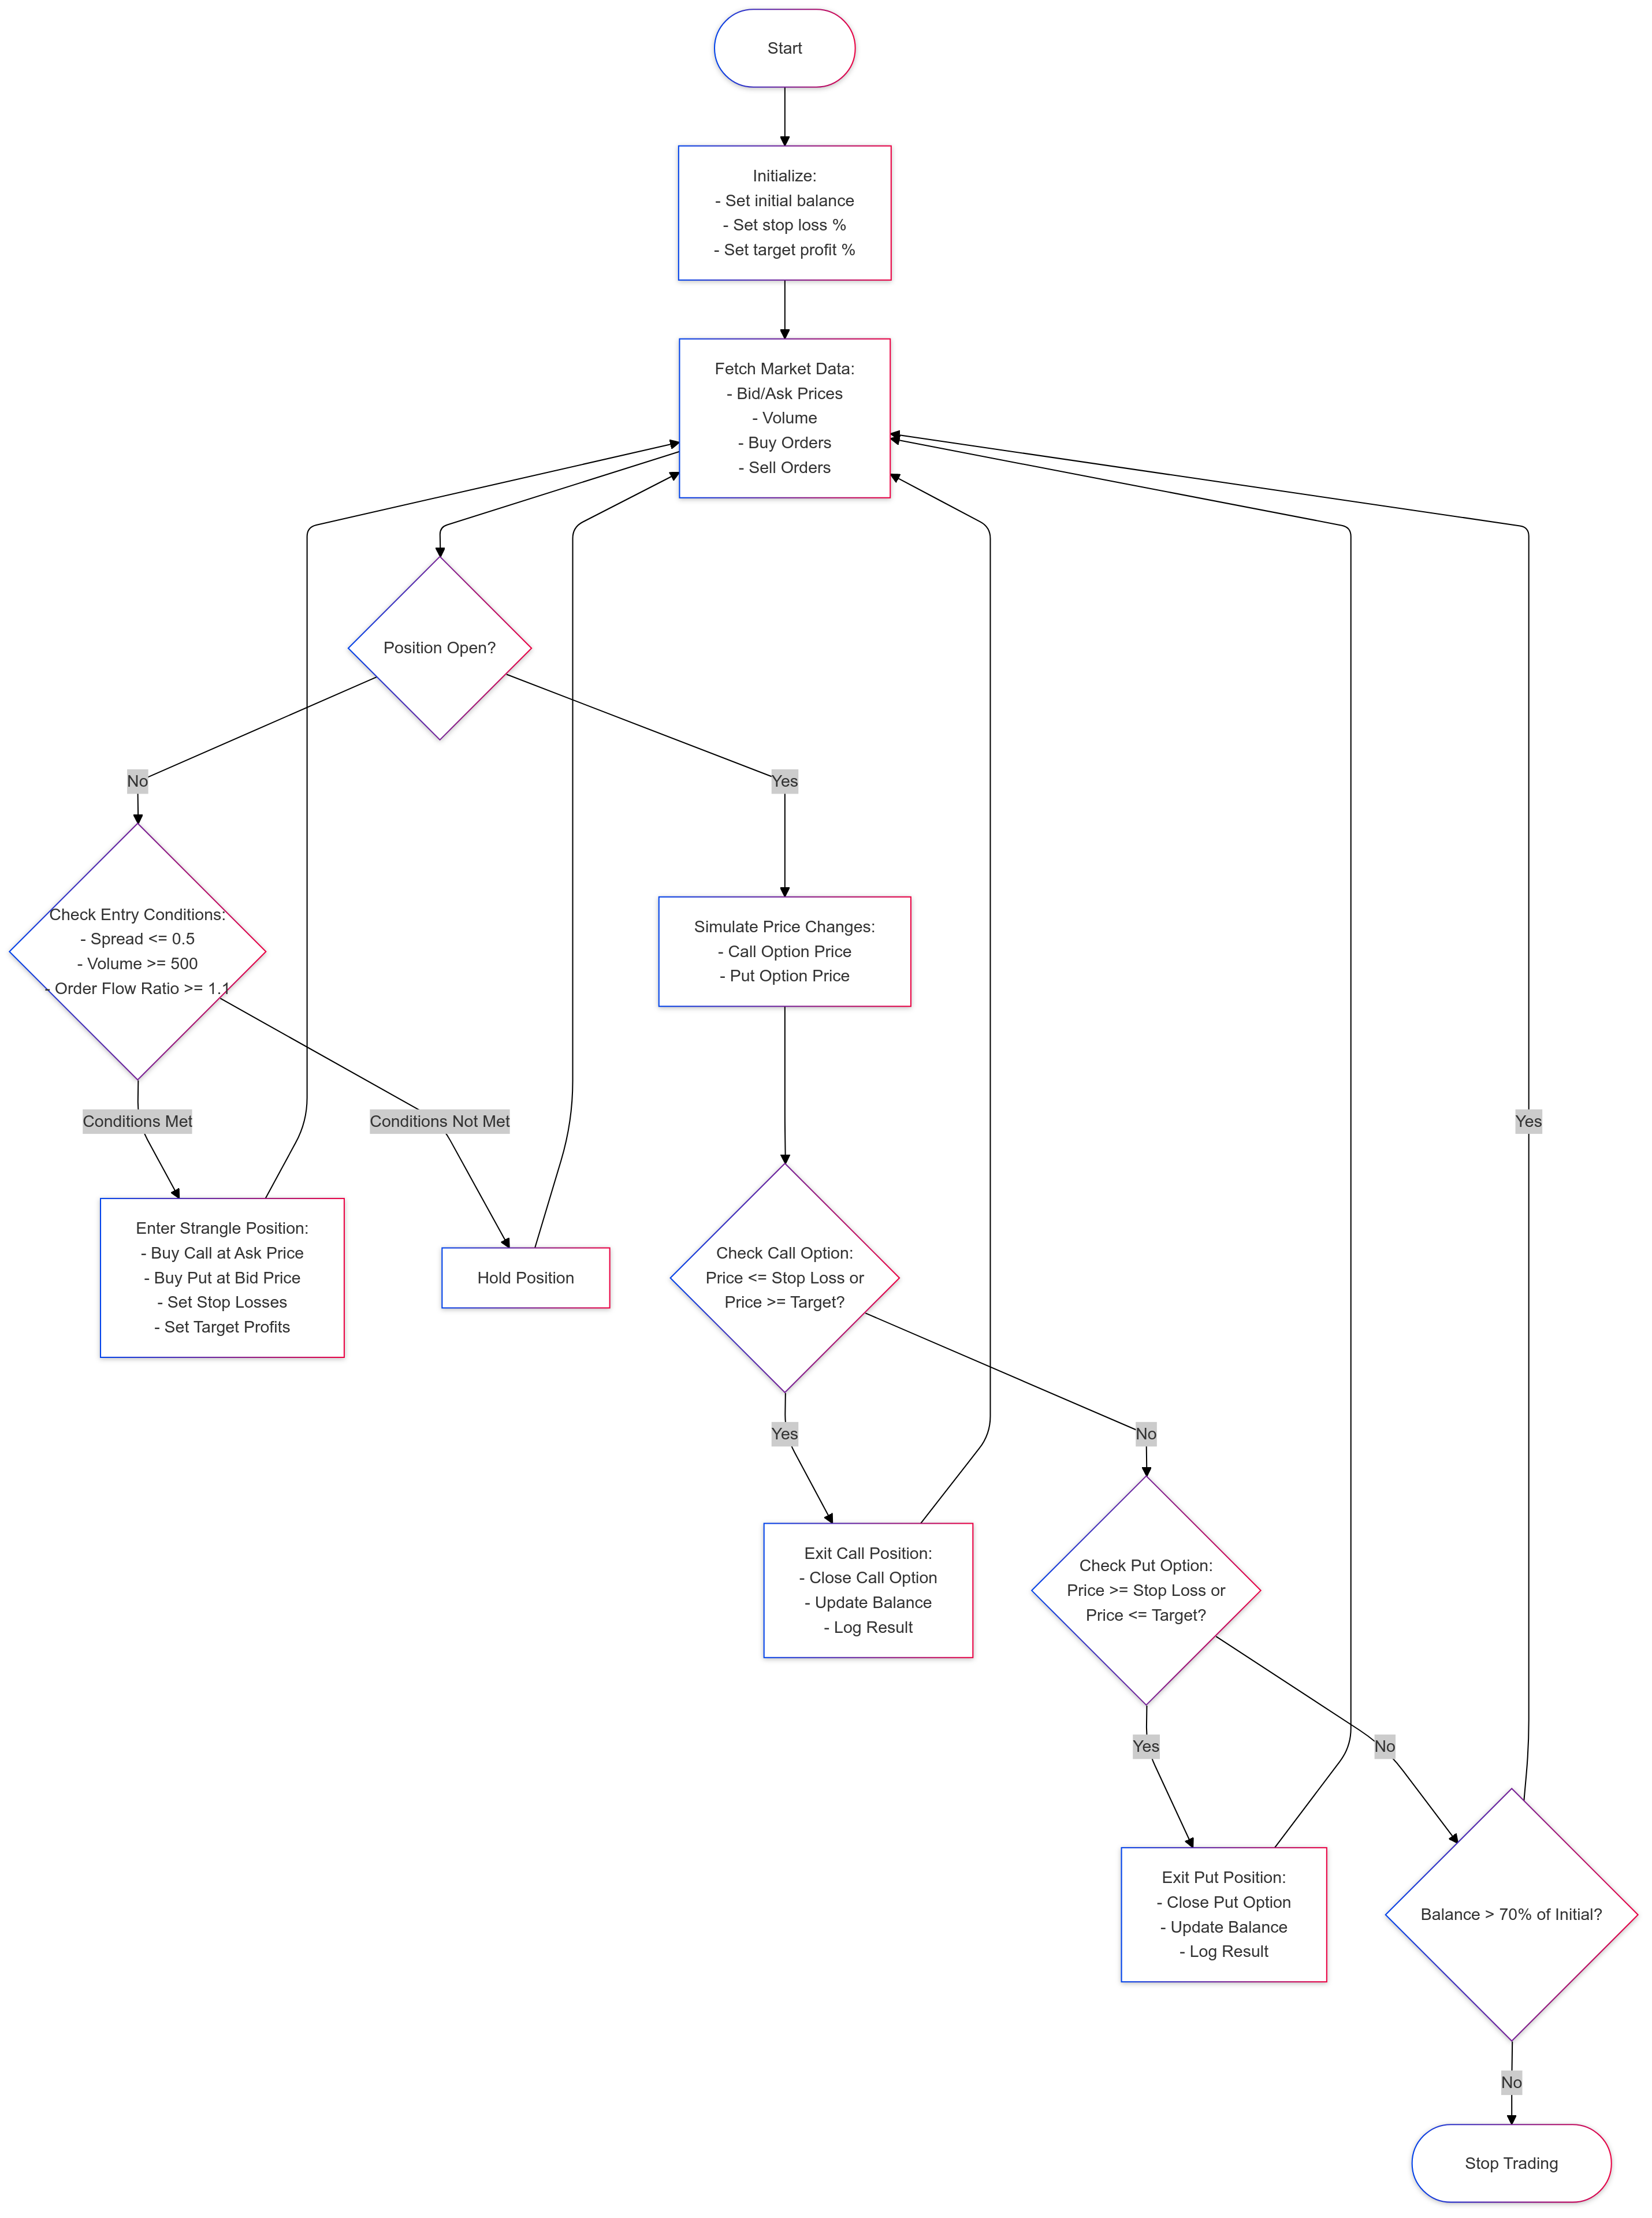 Start
Initialize:
- Set initial balance
- Set stop loss %
- Set target profit %
Fetch Market Data:
- Bid/Ask Prices
- Volume
- Buy Orders
- Sell Orders
Position Open?
No
Yes
Check Entry Conditions:
- Spread <= 0.5
- Volume >= 500
- Order Flow Ratio >= 1.1
Simulate Price Changes:
- Call Option Price
- Put Option Price
Conditions Met
Conditions Not Met
Yes
Enter Strangle Position:
- Buy Call at Ask Price
- Buy Put at Bid Price
- Set Stop Losses
- Set Target Profits
Hold Position
Check Call Option:
Price <= Stop Loss or
Price >= Target?
Yes
No
Exit Call Position:
- Close Call Option
- Update Balance
- Log Result
Check Put Option:
Price >= Stop Loss or
Price <= Target?
Yes
No
Exit Put Position:
- Close Put Option
- Update Balance
- Log Result
Balance > 70% of Initial?
No
Stop Trading